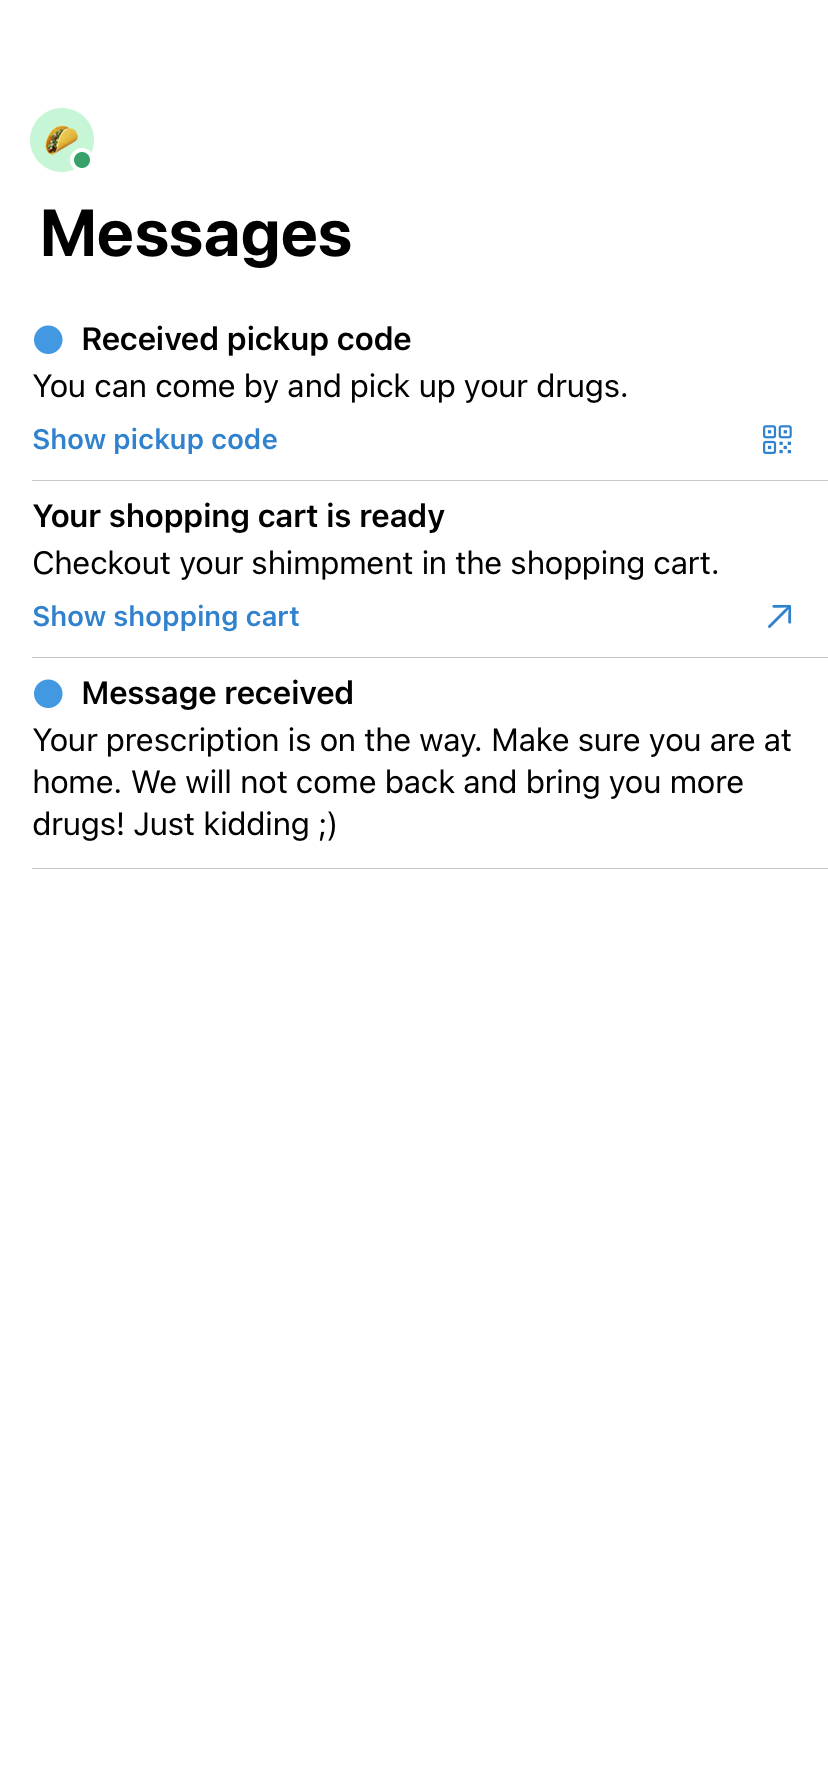 Messages
Received pickup code
You can come by and pick up your drugs.
Show pickup code
Your shopping cart is ready
Checkout your shimpment in the shopping cart.
Show shopping cart
Message received
Your prescription is on the way. Make sure you are at
home. We will not come back and bring you more
drugs! Just kidding ;)